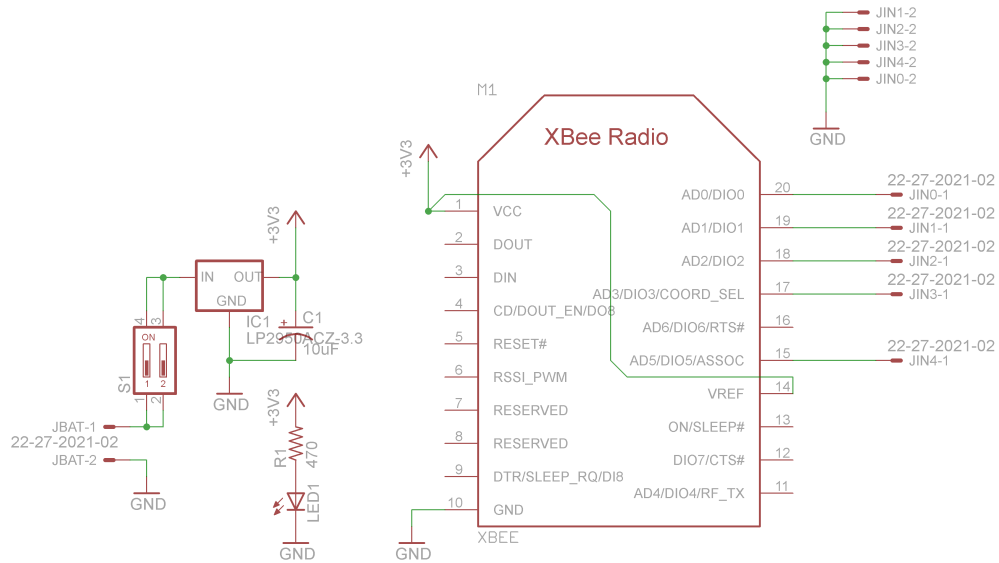 JIN1-2
JIN2-2
JIN3-2
JIN4-2
JIN0-2
GND
M1
XBee Radio
+3V3
1 VCC
2 DOUT
3 DIN
4 CD/DOUT_EN/DO8
5 RESET#
6 RSSI_PWM
7 RESERVED
8 RESERVED
9 DTR/SLEEP_RQ/DI8
10 GND
AD0/DIO0 20
AD1/DIO1 19
AD2/DIO2 18
AD3/DIO3/COORD_SEL 17
AD6/DIO6/RTS# 16
AD5/DIO5/ASSOC 15
VREF 14
ON/SLEEP# 13
DIO7/CTS# 12
AD4/DIO4/RF_TX 11
XBEE
GND
22-27-2021-02
JIN0-1
22-27-2021-02
JIN1-1
22-27-2021-02
JIN2-1
22-27-2021-02
JIN3-1
22-27-2021-02
JIN4-1
+3V3
IN OUT
GND
IC1
LP2950ACZ-3.3
C1
+
10uF
GND
4 3
ON
1 2
S1
1 2
JBAT-1
22-27-2021-02
JBAT-2
GND
+3V3
R1
470
LED1
GND